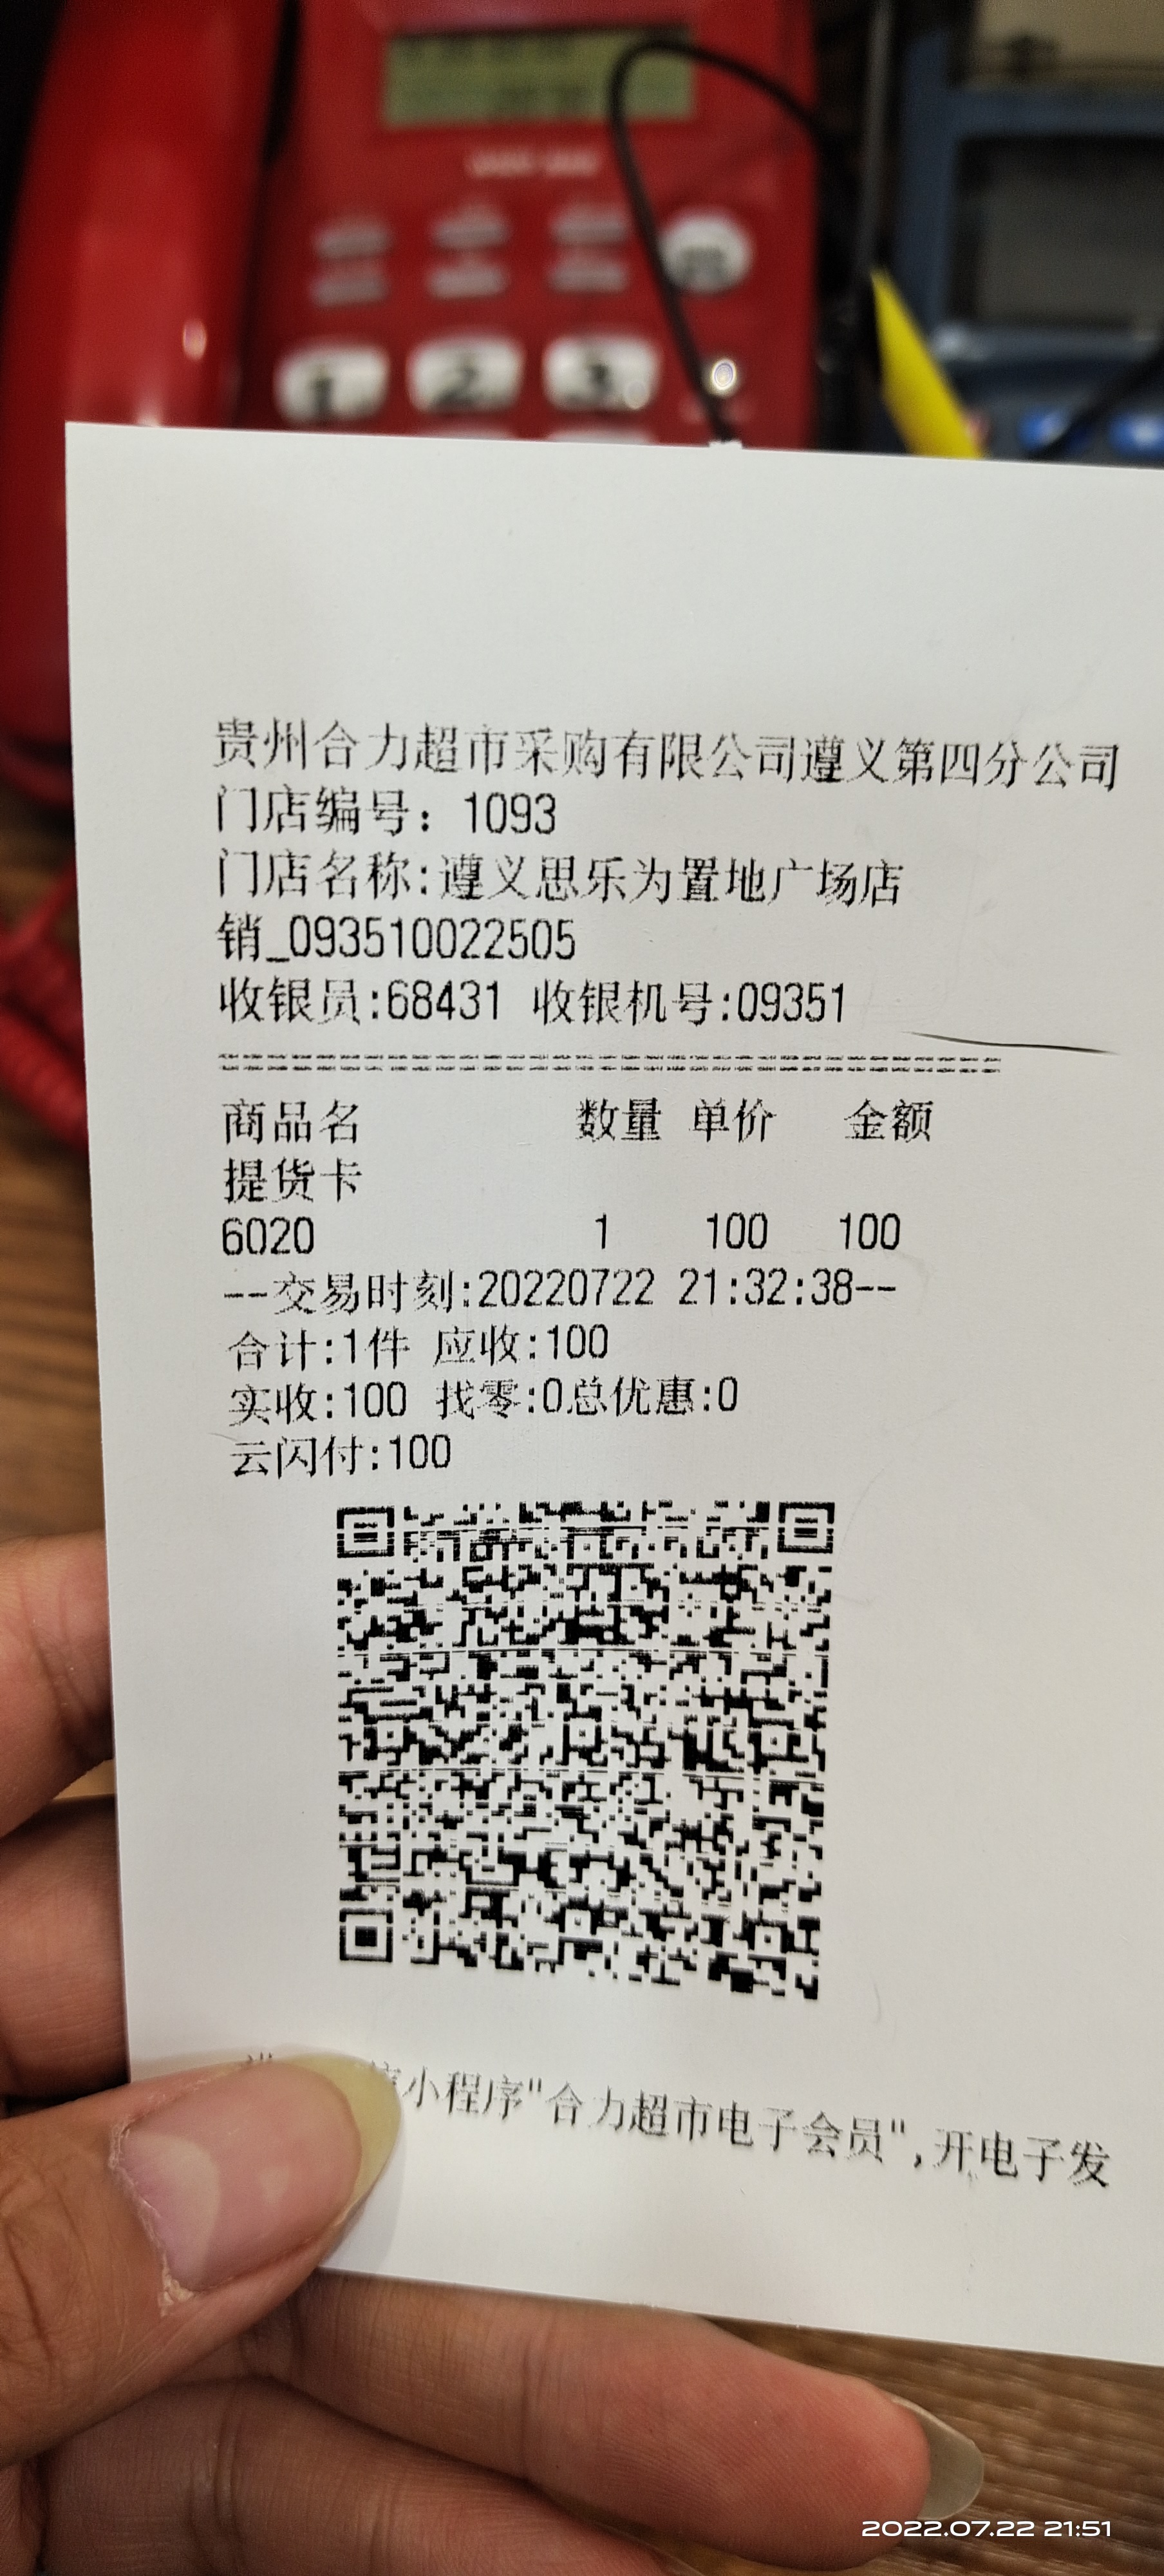 1 2 3
贵州合力超市采购有限公司遵义第四分公司
门店编号：1093
门店名称:遵义思乐为置地广场店
销_093510022505
收银员:68431 收银机号:09351
商品名 数量 单价 金额
提货卡
6020 1 100 100
--交易时刻:20220722 21:32:38--
合计:1件 应收:100
实收:100 找零:0总优惠:0
云闪付:100
小程序"合力超市电子会员",开电子发
2022.07.22 21:51